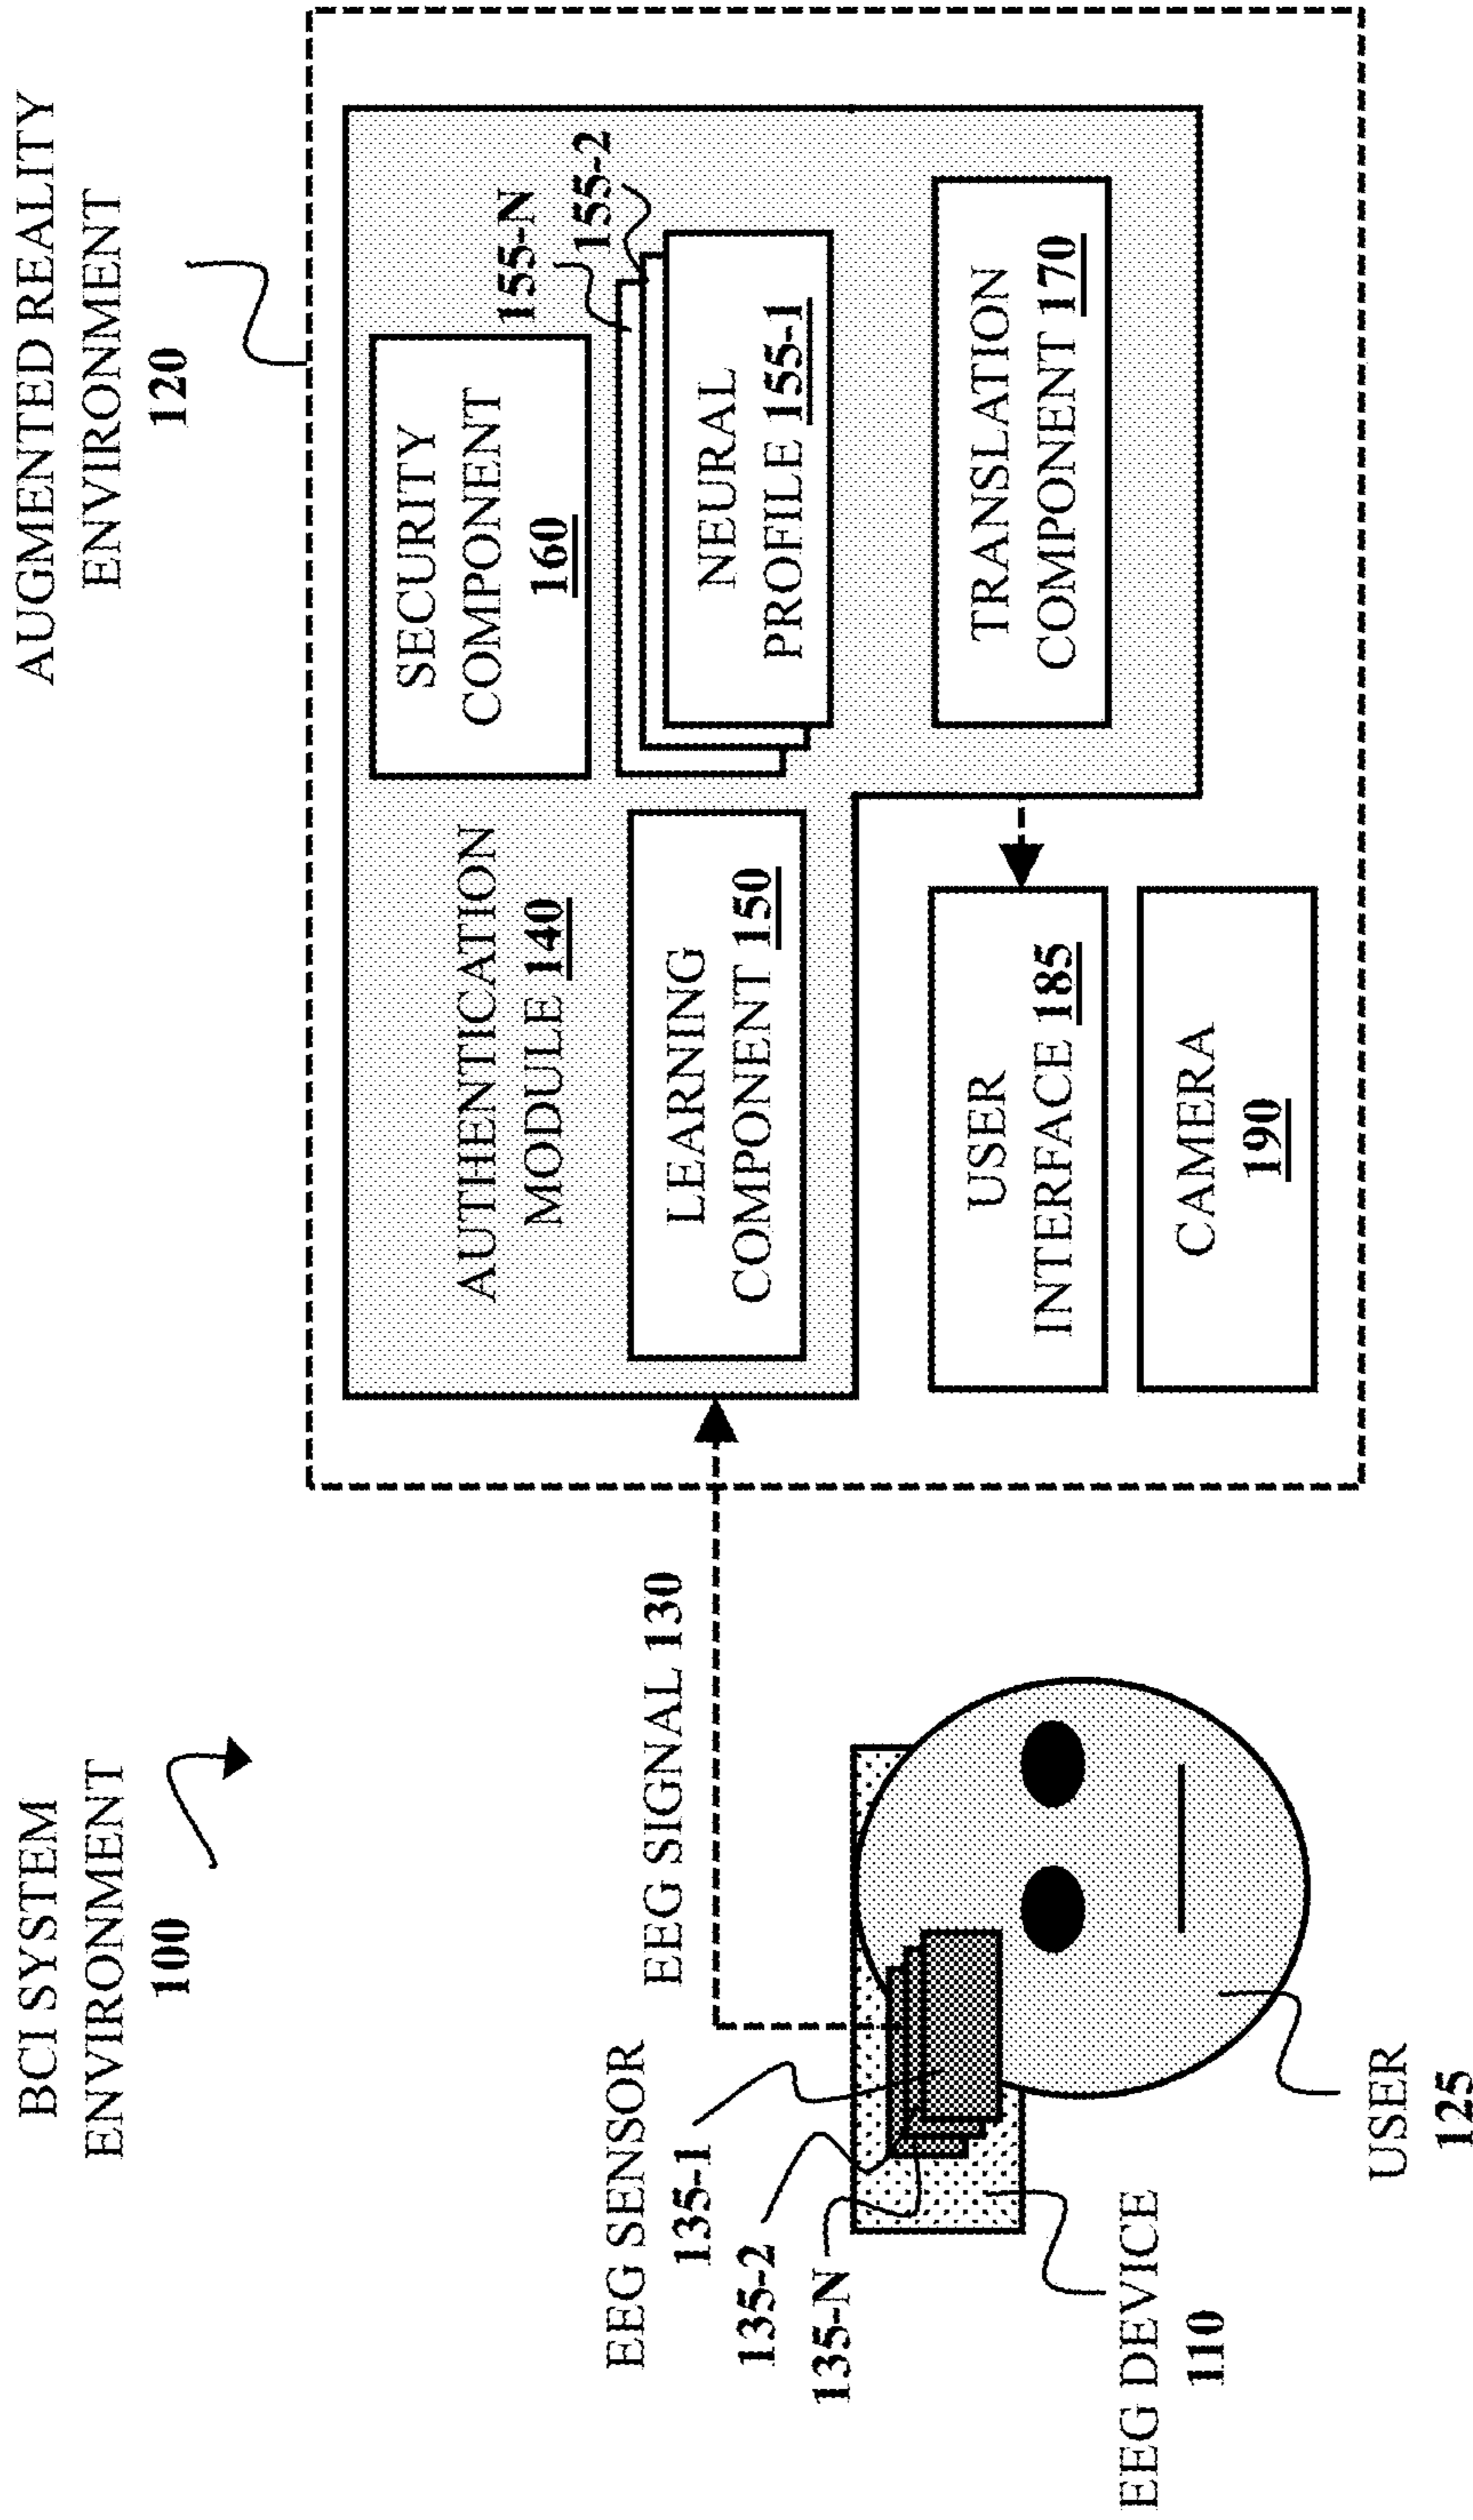 BCI SYSTEM
ENVIRONMENT
100
AUGMENTED REALITY
ENVIRONMENT
120
EEG SENSOR
135-1
135-2
135-N
EEG SIGNAL 130
EEG DEVICE
110
USER
125
AUTHENTICATION
MODULE 140
SECURITY
COMPONENT
160
155-N
155-2
LEARNING
COMPONENT 150
NEURAL
PROFILE 155-1
USER
INTERFACE 185
TRANSLATION
COMPONENT 170
CAMERA
190